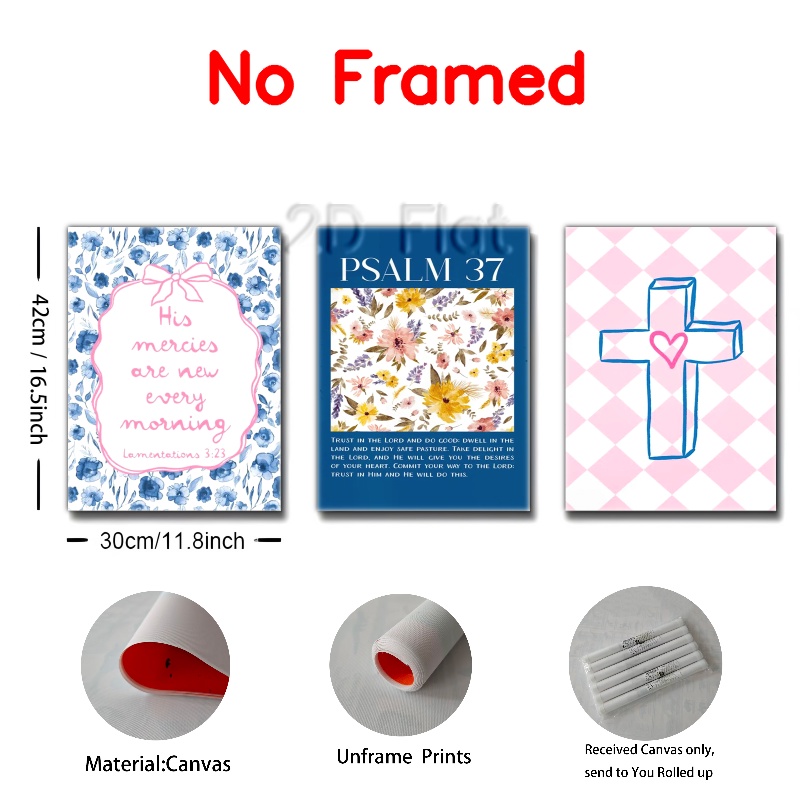 No Framed
2D Flat
42cm / 16.5inch
His
mercies
are new
every
morning
Lamentations 3:23
PSALM 37
Trust in the Lord and do good; dwell in the
land and enjoy safe pasture. Take delight in
the Lord, and He will give you the desires
of your heart. Commit your way to the Lord;
trust in Him and He will do this.
30cm/11.8inch
Material:Canvas
Unframe Prints
Received Canvas only,
send to You Rolled up